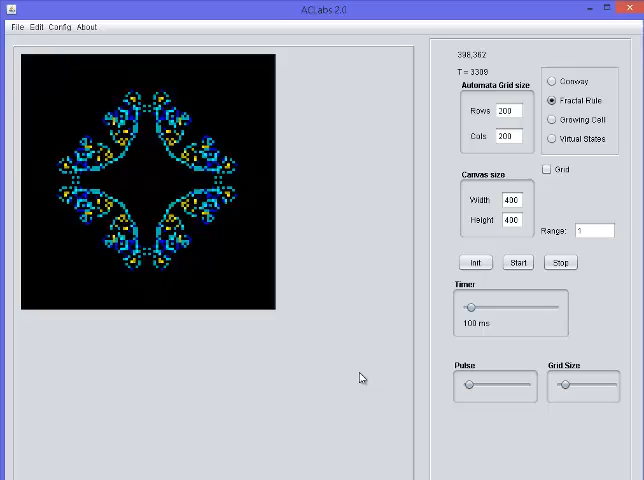 ACLabs 2.0
File Edit Config About
398,362
T = 3309
Automata Grid size
Rows 200
Cols 200
Conway
Fractal Rule
Growing Cell
Virtual States
Grid
Canvas size
Width 400
Height 400
Range: 1
Init Start Stop
Timer
100 ms
Pulse
Grid Size